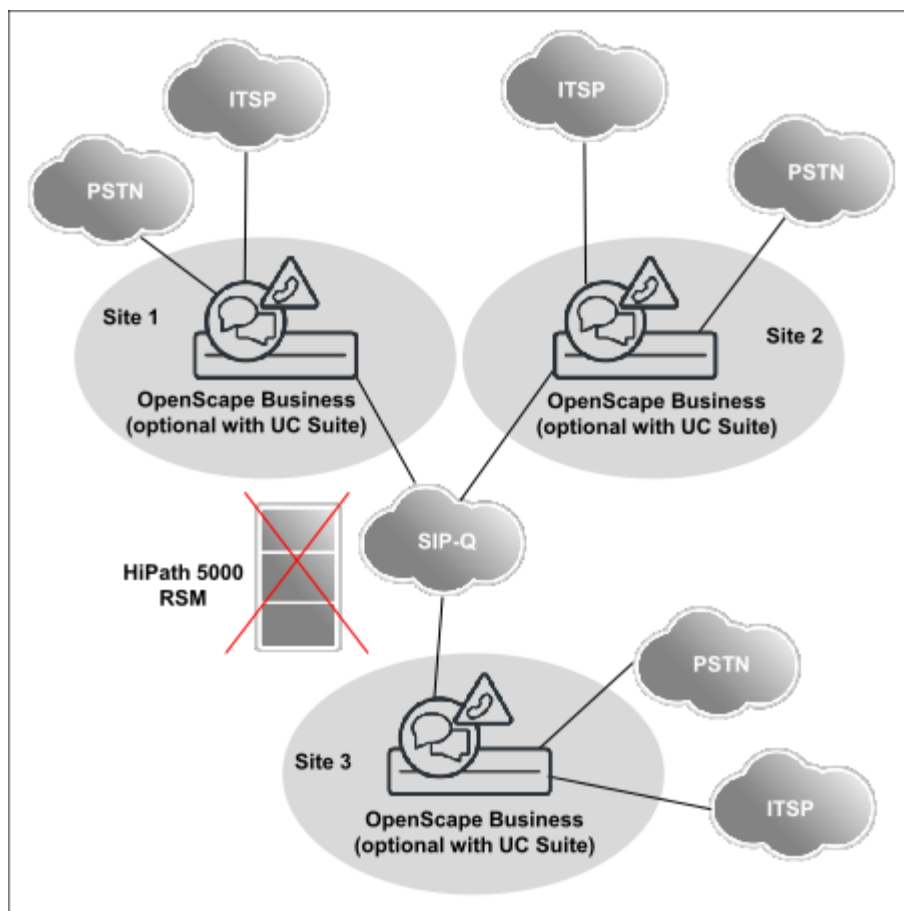 ITSP
ITSP
PSTN
PSTN
Site 1
Site 2
OpenScape Business
(optional with UC Suite)
OpenScape Business
(optional with UC Suite)
SIP-Q
HiPath 5000
RSM
PSTN
Site 3
ITSP
OpenScape Business
(optional with UC Suite)